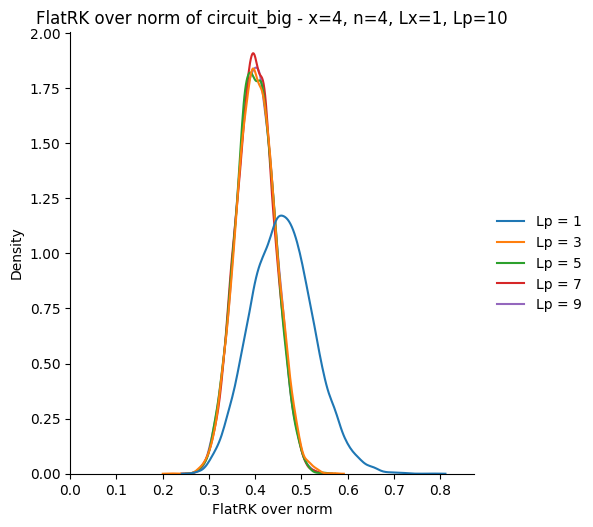 FlatRK over norm of circuit_big - x=4, n=4, Lx=1, Lp=10
2.00
1.75
1.50
1.25
1.00
0.75
0.50
0.25
0.00
Density
0.0 0.1 0.2 0.3 0.4 0.5 0.6 0.7 0.8
FlatRK over norm
Lp = 1
Lp = 3
Lp = 5
Lp = 7
Lp = 9